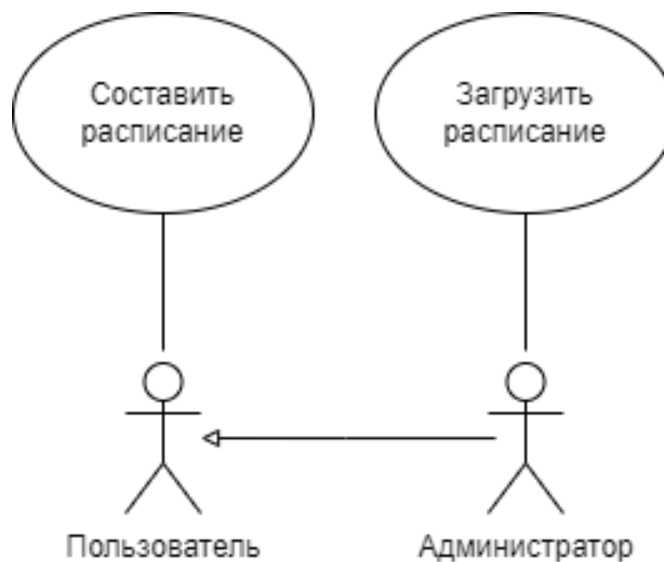 Составить
расписание
Загрузить
расписание
Пользователь
Администратор